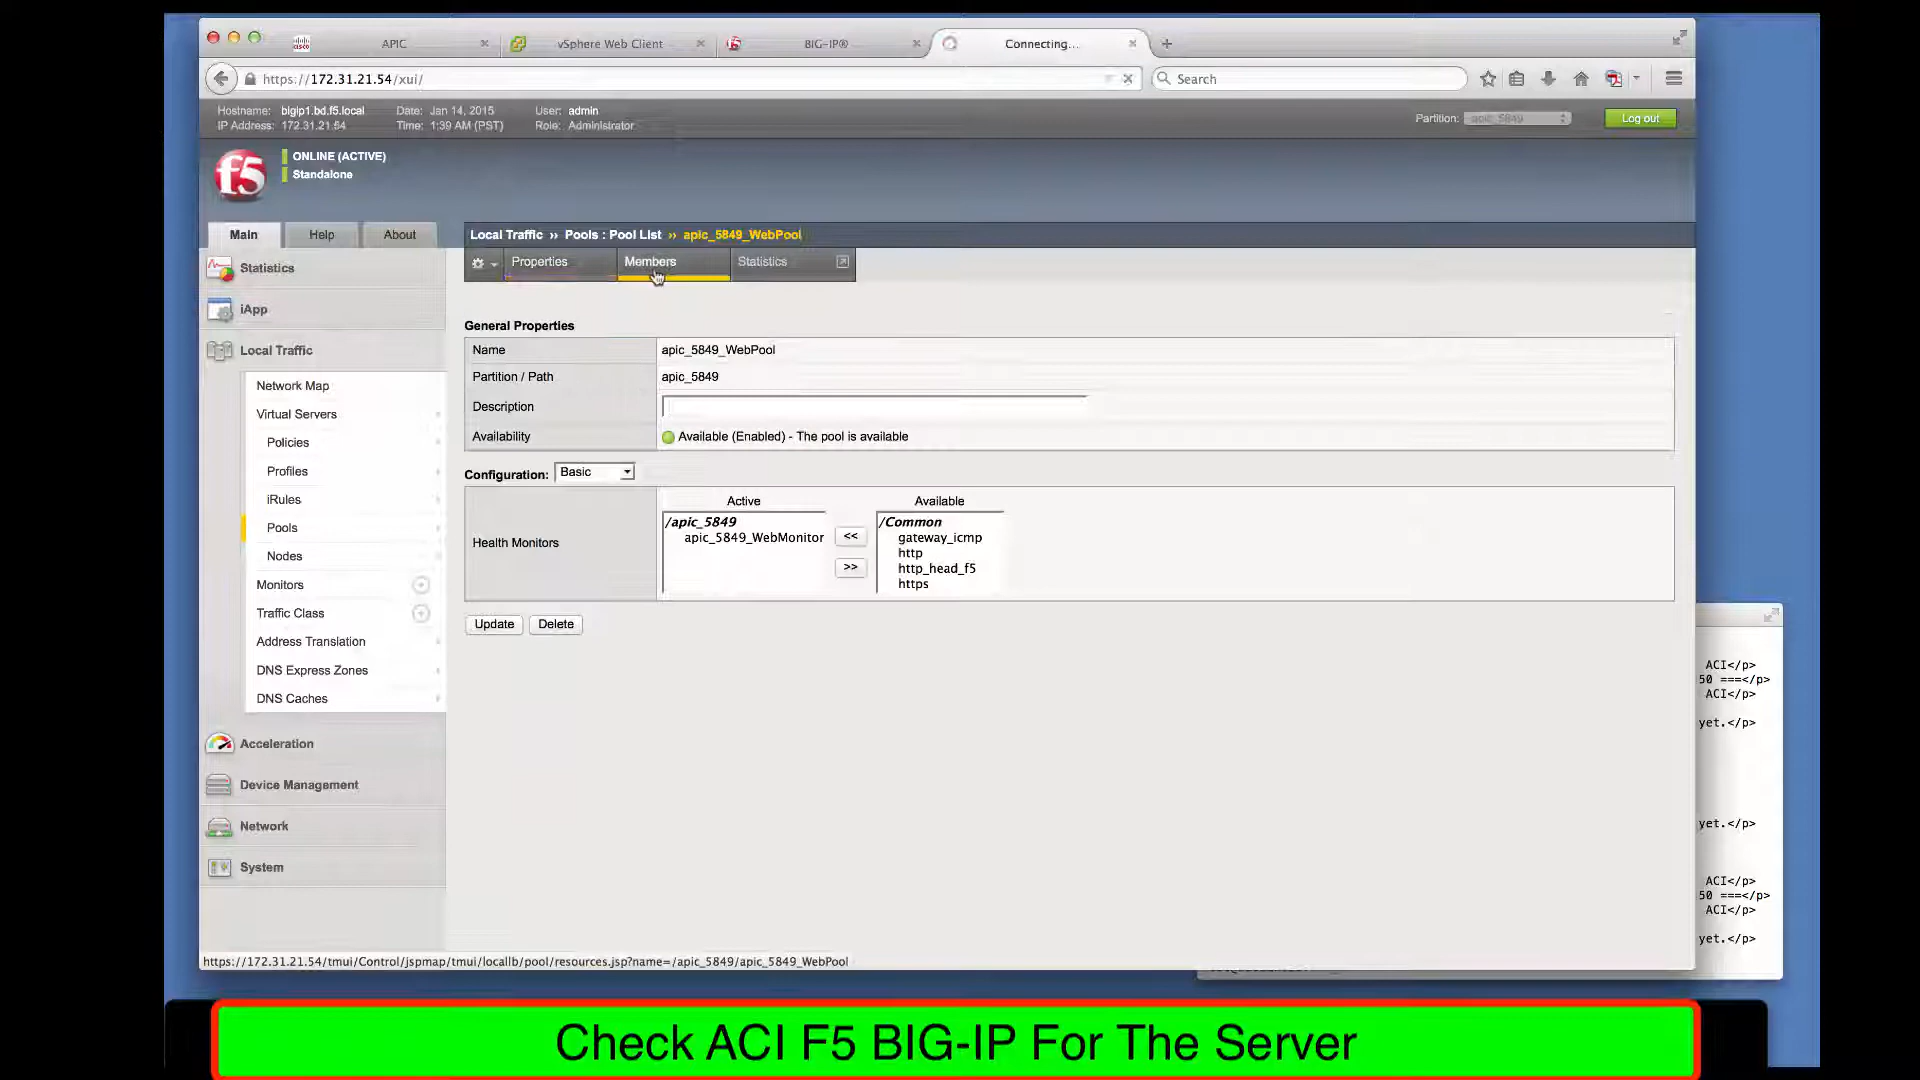 APIC
vSphere Web Client
BIG-IP®
Connecting...
https://172.31.21.54/xui/
Search
Hostname: bigip1.bd.f5.local
Date: Jan 14, 2015
User: admin
IP Address: 172.31.21.54
Time: 1:39 AM (PST)
Role: Administrator
Partition: apic_5849
Log out
f5
ONLINE (ACTIVE)
Standalone
Main
Help
About
Local Traffic ›› Pools : Pool List ›› apic_5849_WebPool
Properties
Members
Statistics
Statistics
iApp
Local Traffic
Network Map
Virtual Servers
Policies
Profiles
iRules
Pools
Nodes
Monitors
Traffic Class
Address Translation
DNS Express Zones
DNS Caches
Acceleration
Device Management
Network
System
General Properties
Name apic_5849_WebPool
Partition / Path apic_5849
Description
Availability Available (Enabled) - The pool is available
Configuration: Basic
Health Monitors
Active
/apic_5849
apic_5849_WebMonitor
<<
>>
Available
/Common
gateway_icmp
http
http_head_f5
https
Update Delete
ACI</p>
50 ===</p>
ACI</p>
yet.</p>
yet.</p>
ACI</p>
50 ===</p>
ACI</p>
yet.</p>
https://172.31.21.54/tmui/Control/jspmap/tmui/locallb/pool/resources.jsp?name=/apic_5849/apic_5849_WebPool
Check ACI F5 BIG-IP For The Server